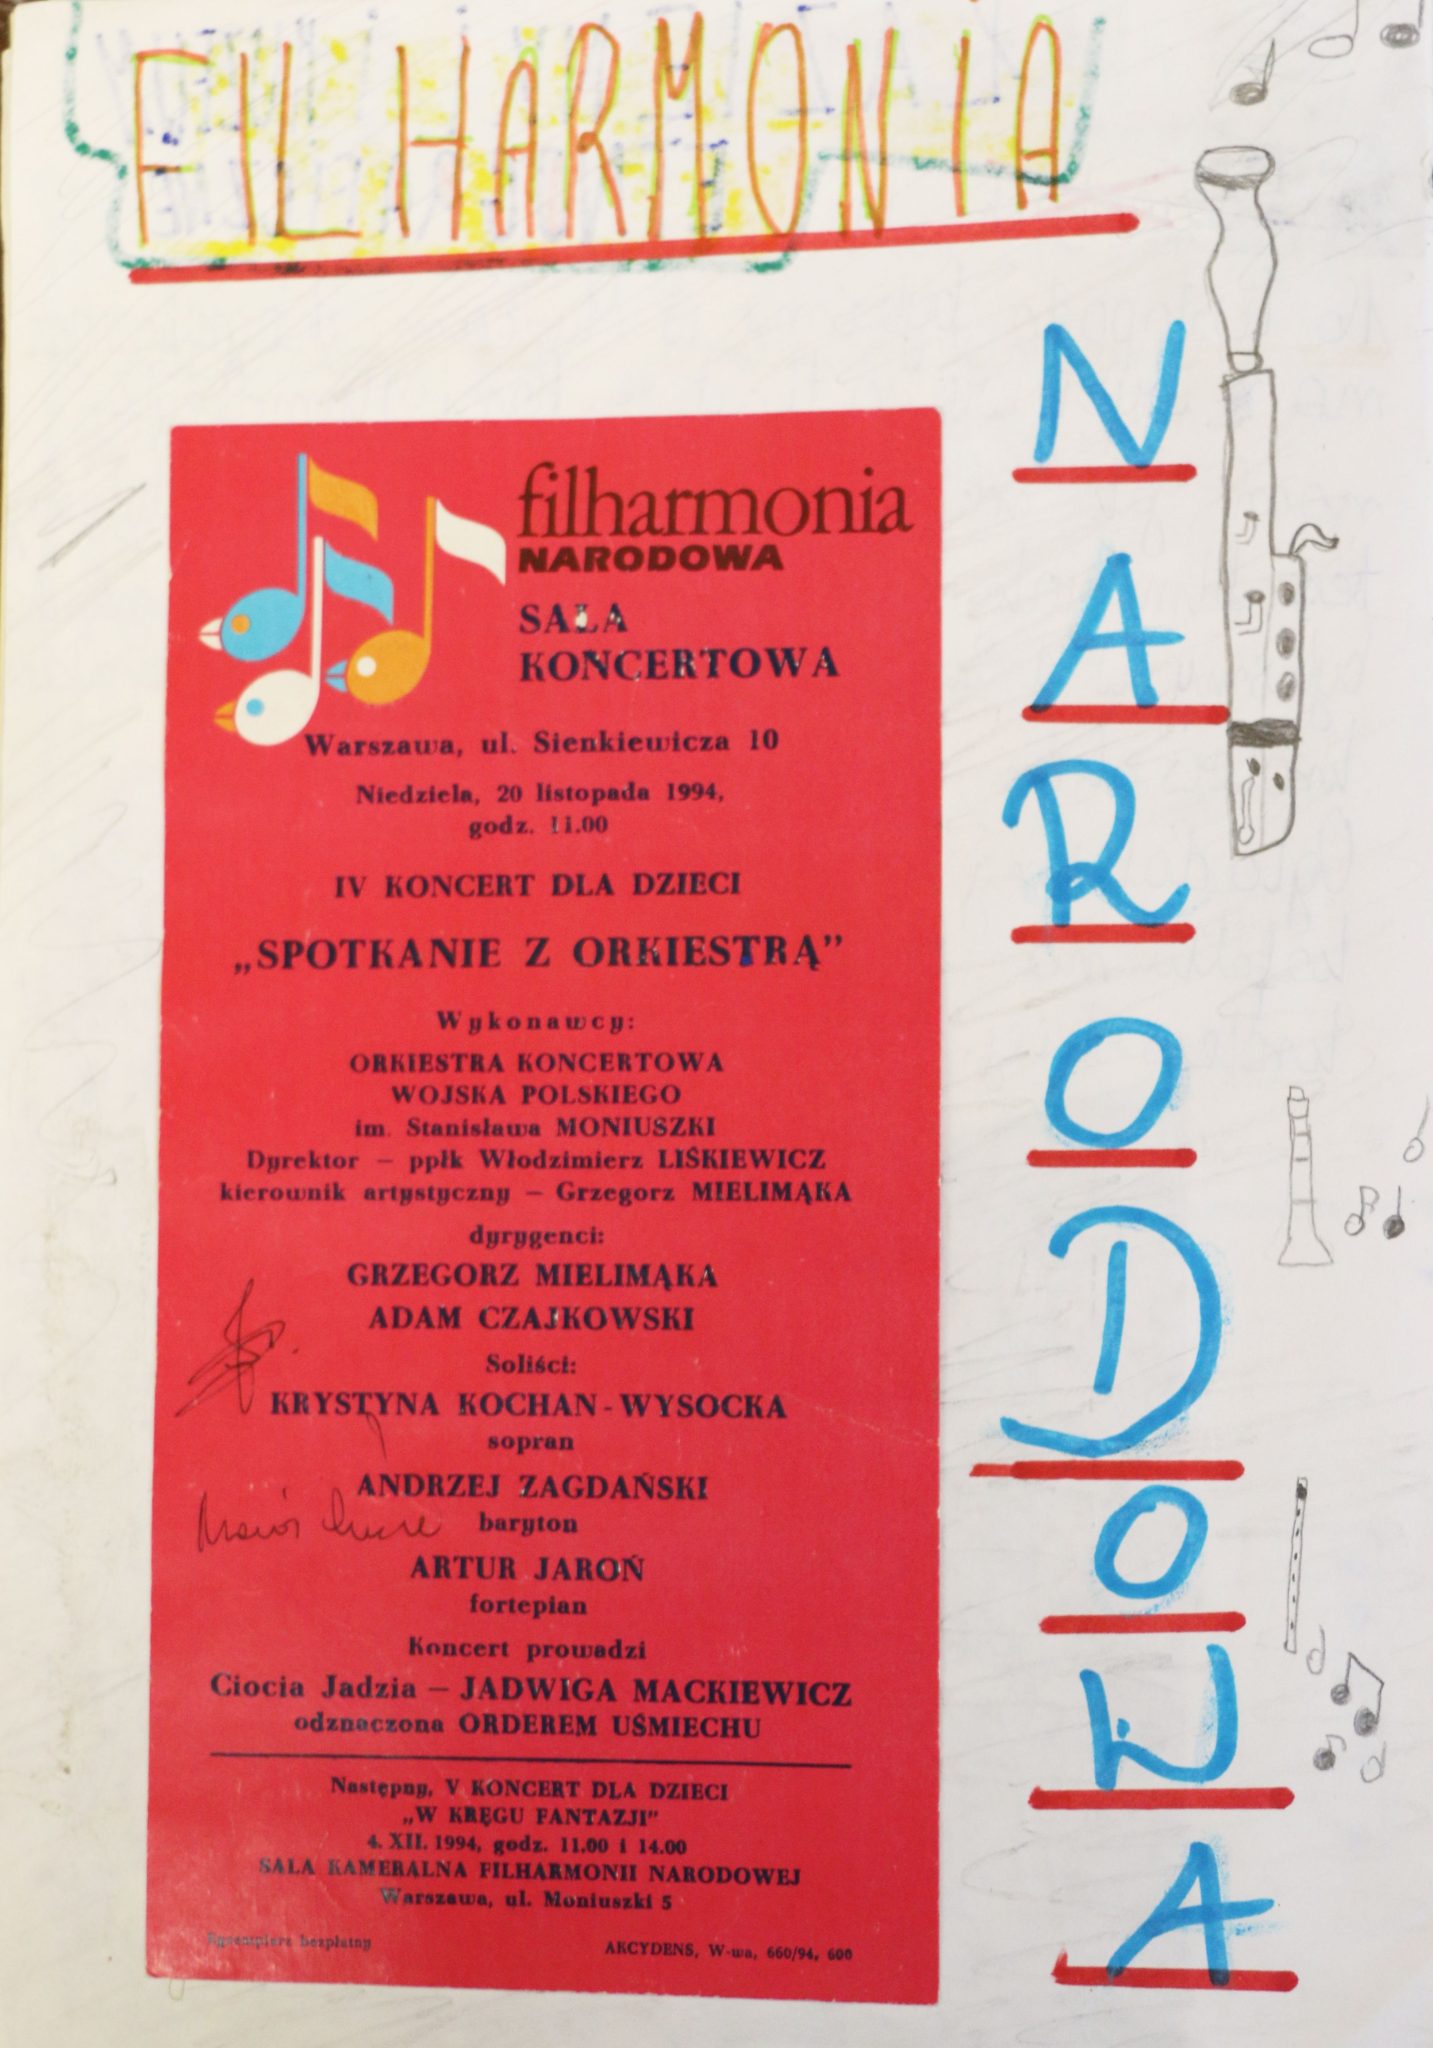 FILHARMONIA
NARODOWA
filharmonia
NARODOWA
SALA
KONCERTOWA
Warszawa, ul. Sienkiewicza 10
Niedziela, 20 listopada 1994,
godz. 11.00
IV KONCERT DLA DZIECI
„SPOTKANIE Z ORKIESTRĄ”
Wykonawcy:
ORKIESTRA KONCERTOWA
WOJSKA POLSKIEGO
im. Stanisława MONIUSZKI
Dyrektor – ppłk Włodzimierz LIŚKIEWICZ
kierownik artystyczny – Grzegorz MIELIMĄKA
dyrygenci:
GRZEGORZ MIELIMĄKA
ADAM CZAJKOWSKI
Soliści:
KRYSTYNA KOCHAN-WYSOCKA
sopran
ANDRZEJ ZAGDAŃSKI
baryton
ARTUR JAROŃ
fortepian
Koncert prowadzi
Ciocia Jadzia – JADWIGA MACKIEWICZ
odznaczona ORDEREM UŚMIECHU
Następny, V KONCERT DLA DZIECI
„W KRĘGU FANTAZJI”
4. XII. 1994, godz. 11.00 i 14.00
SALA KAMERALNA FILHARMONII NARODOWEJ
Warszawa, ul. Moniuszki 5
Egzemplarz bezpłatny
AKCYDENS, W-wa, 660/94, 600